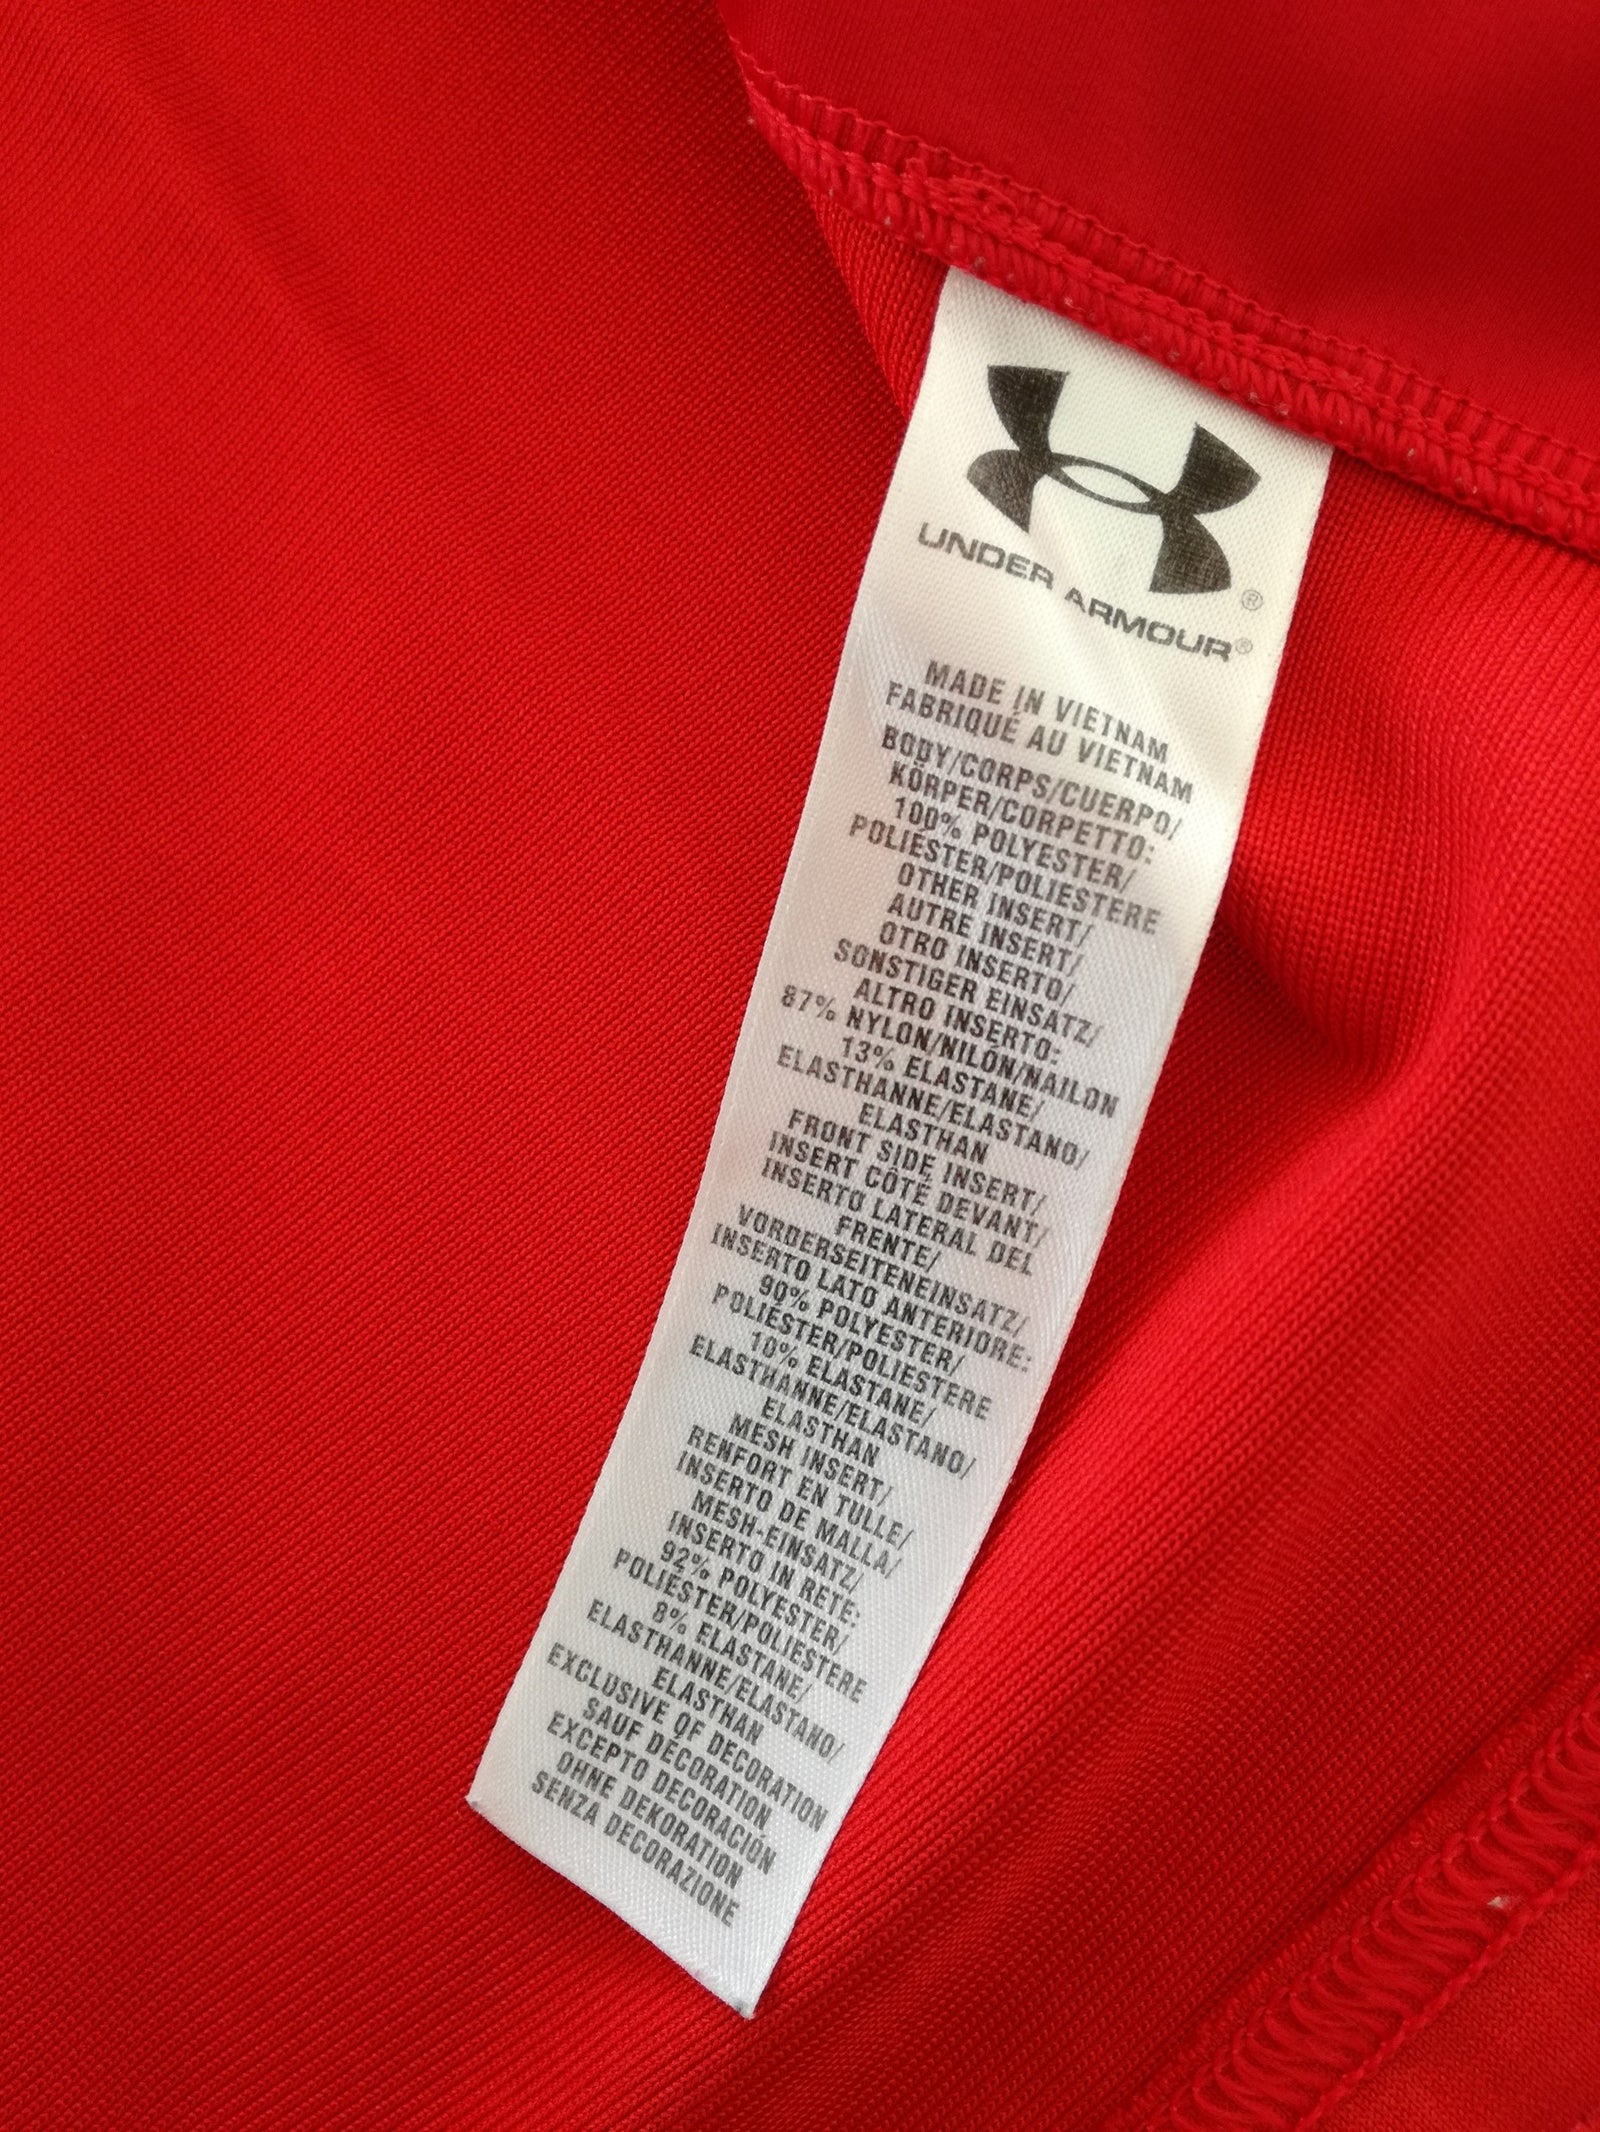 UNDER ARMOUR®
®
MADE IN VIETNAM
FABRIQUÉ AU VIETNAM
BODY/CORPS/CUERPO/
KÖRPER/CORPETTO:
100% POLYESTER/
POLIÉSTER/POLIESTERE
OTHER INSERT/
AUTRE INSERT/
OTRO INSERTO/
SONSTIGER EINSATZ/
ALTRO INSERTO:
87% NYLON/NILÓN/NAILON
13% ELASTANE/
ELASTHANNE/ELASTANO/
ELASTHAN
FRONT SIDE INSERT/
INSERT CÔTÉ DEVANT/
INSERTO LATERAL DEL
FRENTE/
VORDERSEITENEINSATZ/
INSERTO LATO ANTERIORE:
90% POLYESTER/
POLIÉSTER/POLIESTERE
10% ELASTANE/
ELASTHANNE/ELASTANO/
ELASTHAN
MESH INSERT/
RENFORT EN TULLE/
INSERTO DE MALLA/
MESH-EINSATZ/
INSERTO IN RETE:
92% POLYESTER/
POLIÉSTER/POLIESTERE
8% ELASTANE/
ELASTHANNE/ELASTANO/
ELASTHAN
EXCLUSIVE OF DECORATION
SAUF DÉCORATION
EXCEPTO DECORACIÓN
OHNE DEKORATION
SENZA DECORAZIONE